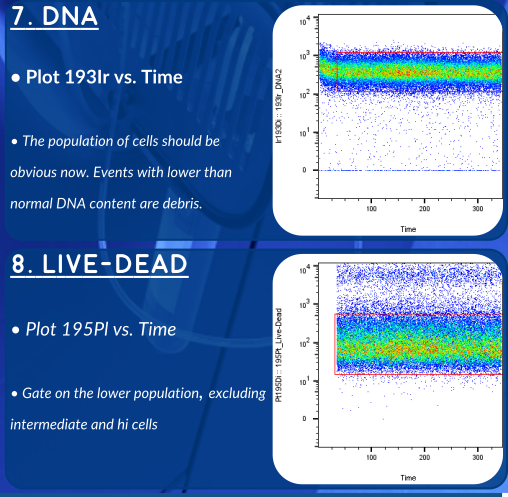 7. DNA
• Plot 193Ir vs. Time
• The population of cells should be
obvious now. Events with lower than
normal DNA content are debris.
10^4
10^3
10^2
10^1
0
Ir193Di :: 193Ir_DNA2
100 200 300
Time
8. LIVE-DEAD
• Plot 195Pl vs. Time
• Gate on the lower population, excluding
intermediate and hi cells
10^4
10^3
10^2
10^1
0
Pt195Di :: 195Pt_Live-Dead
100 200 300
Time